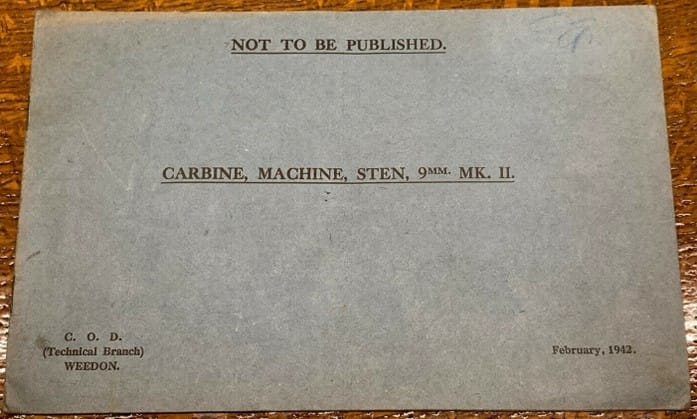 NOT TO BE PUBLISHED.
CARBINE, MACHINE, STEN, 9MM. MK. II.
C. O. D.
(Technical Branch)
WEEDON.
February, 1942.